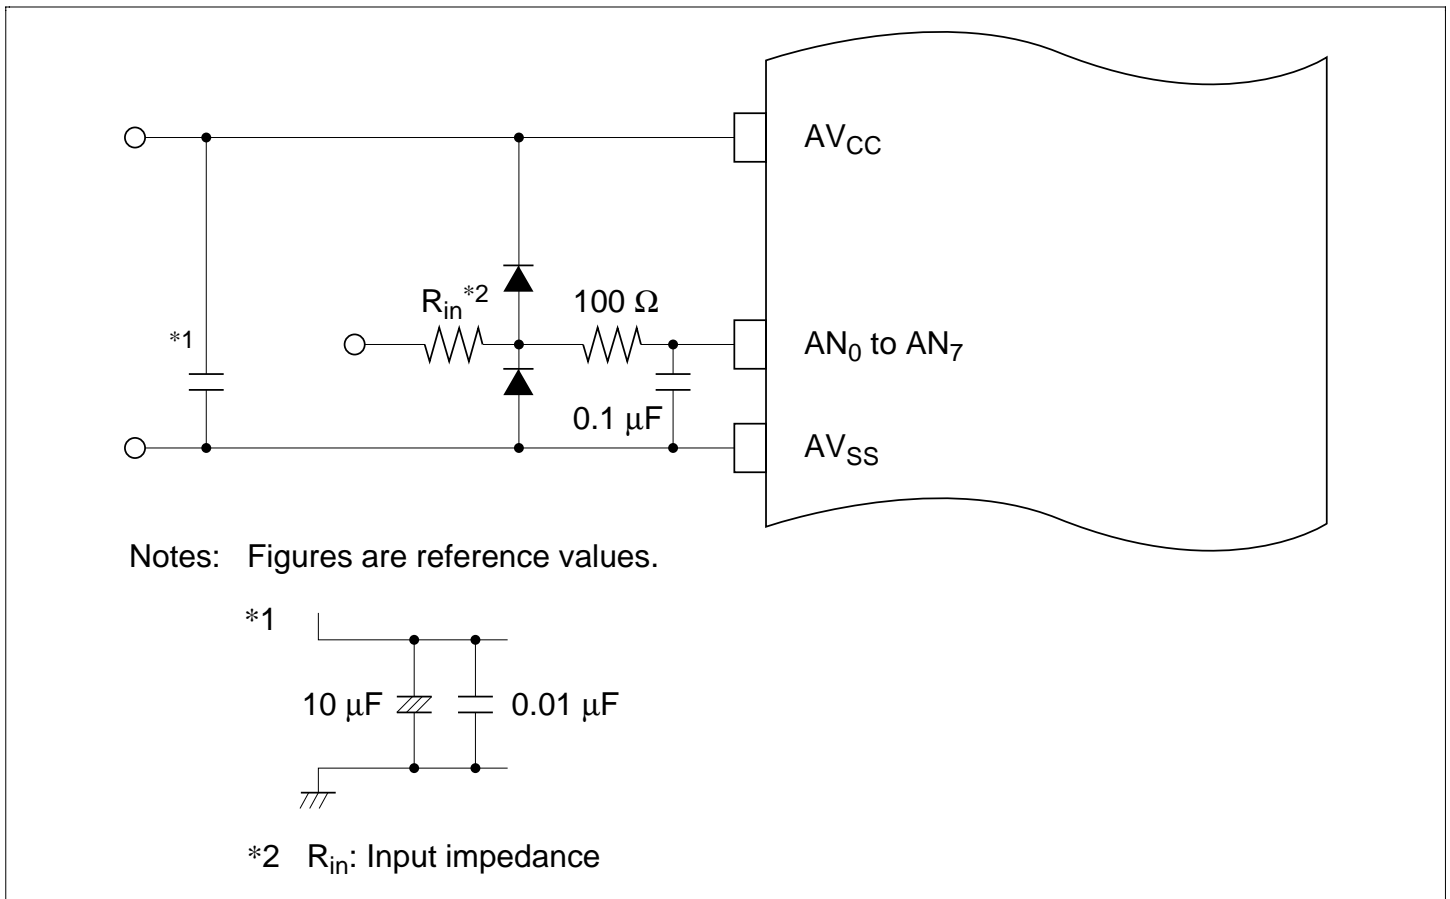 AVCC
Rin*2
100 Ω
*1
AN0 to AN7
0.1 μF
AVSS
Notes: Figures are reference values.
*1
10 μF
0.01 μF
*2 Rin: Input impedance